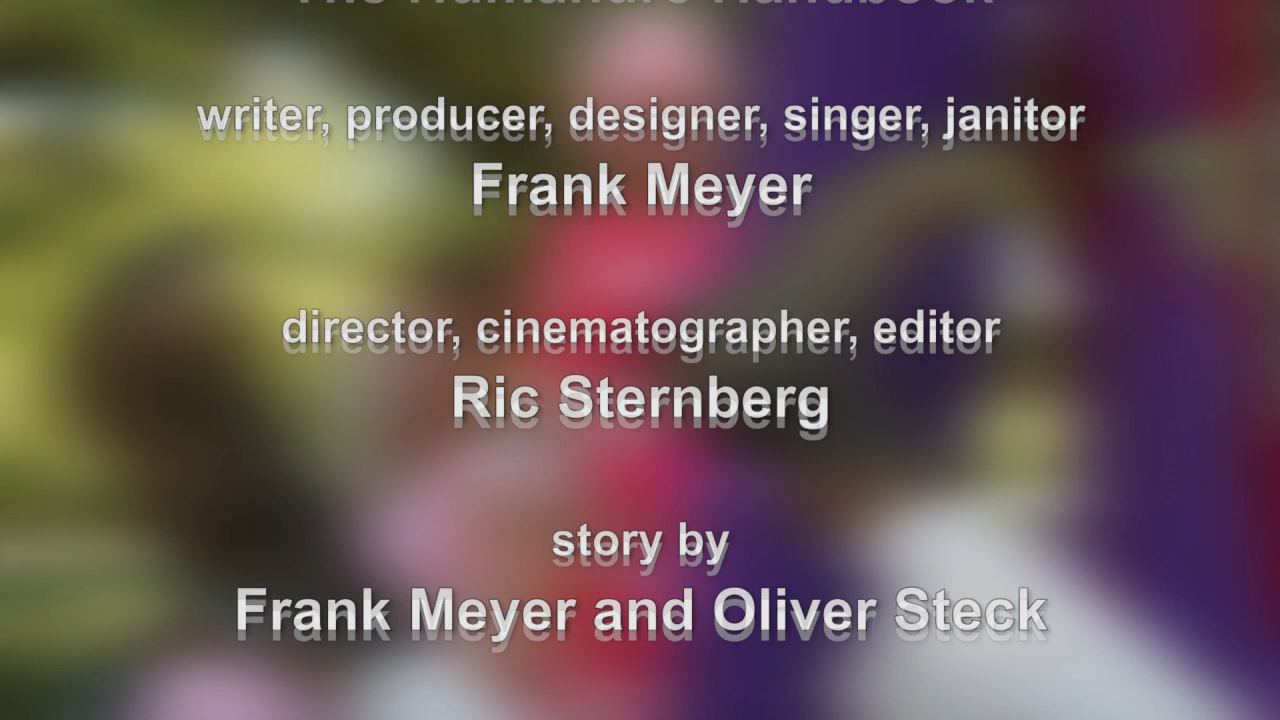 The
writer, producer, designer, singer, janitor
Frank Meyer
director, cinematographer, editor
Ric Sternberg
story by
Frank Meyer and Oliver Steck